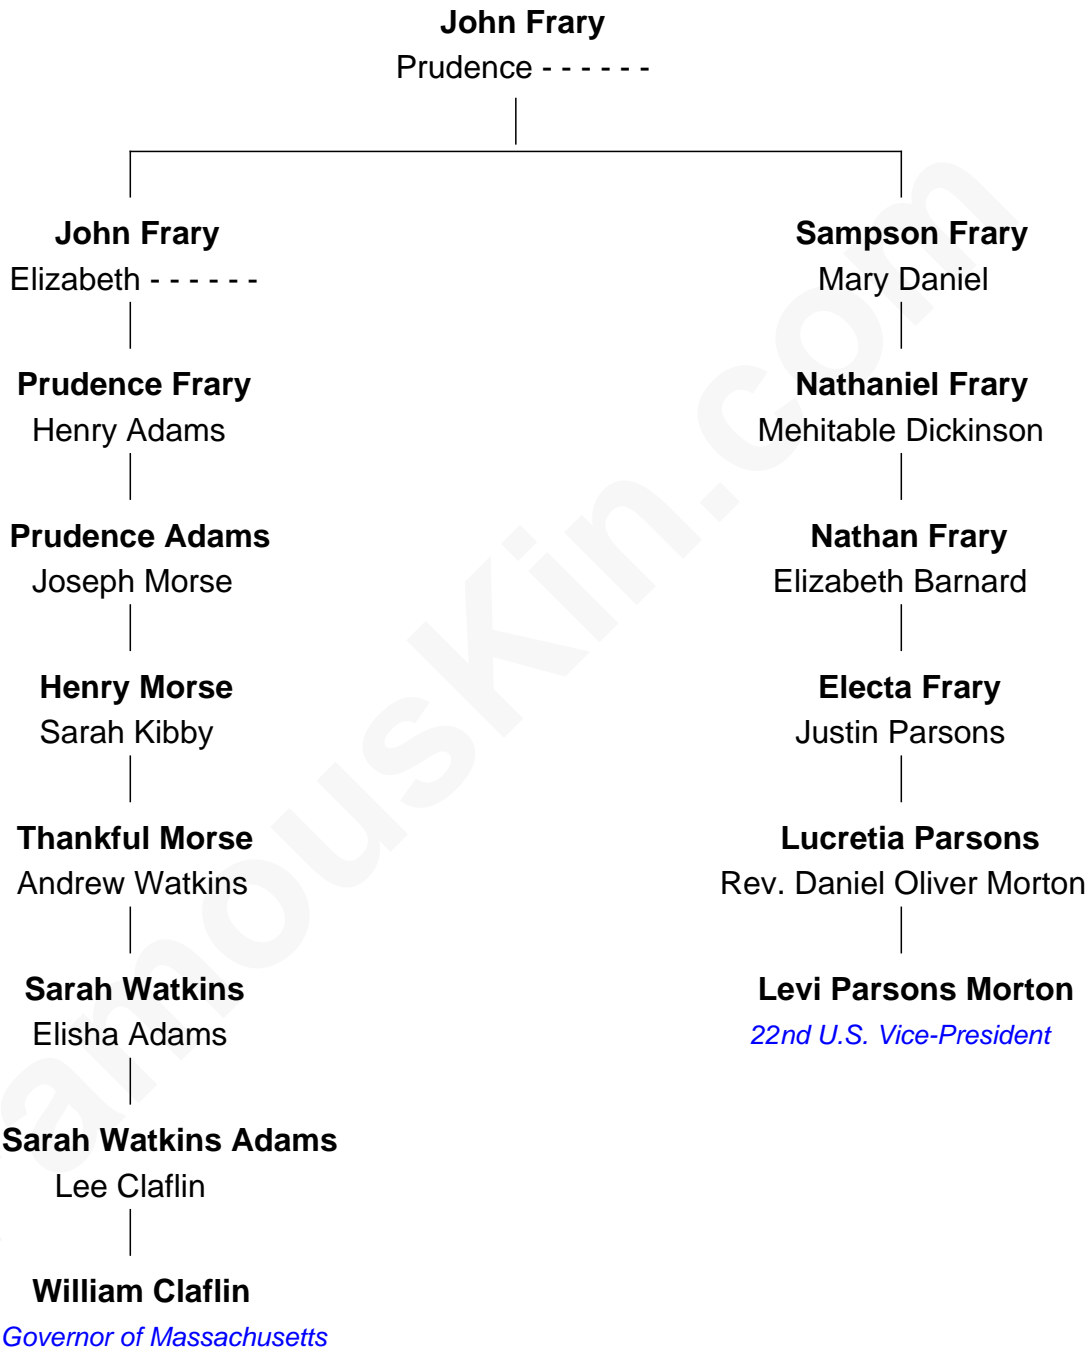 John Frary
Prudence - - - - - -
John Frary
Elizabeth - - - - - -
Prudence Frary
Henry Adams
Prudence Adams
Joseph Morse
Henry Morse
Sarah Kibby
Thankful Morse
Andrew Watkins
Sarah Watkins
Elisha Adams
Sarah Watkins Adams
Lee Claflin
William Claflin
Governor of Massachusetts
Sampson Frary
Mary Daniel
Nathaniel Frary
Mehitable Dickinson
Nathan Frary
Elizabeth Barnard
Electa Frary
Justin Parsons
Lucretia Parsons
Rev. Daniel Oliver Morton
Levi Parsons Morton
22nd U.S. Vice-President
amousKin.com